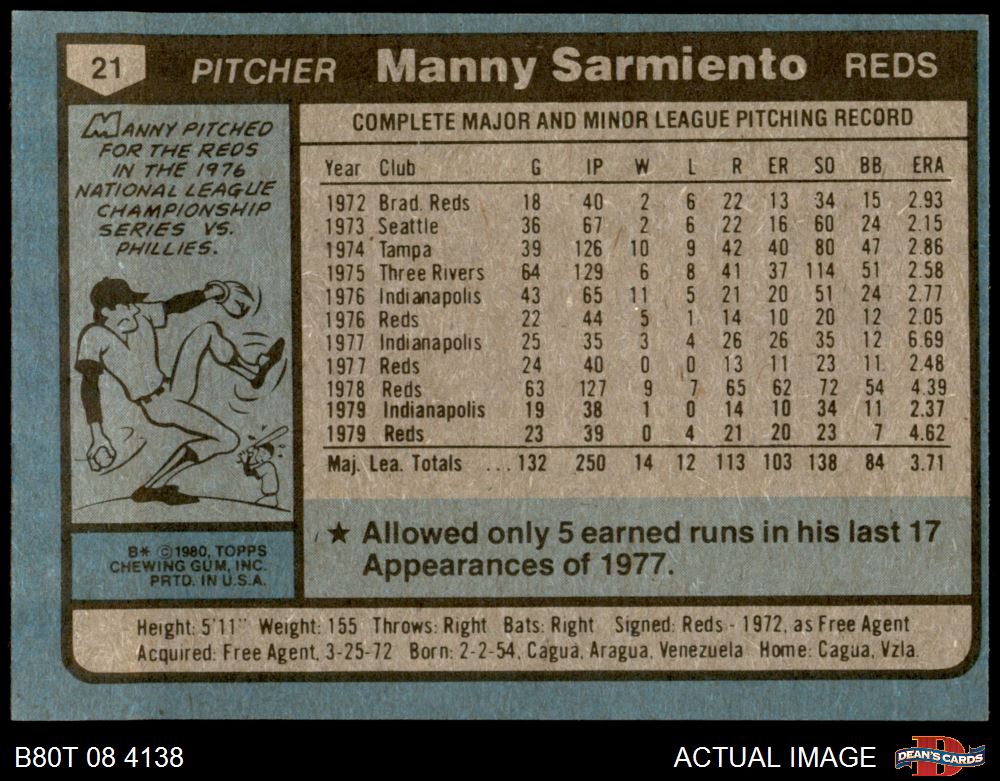 21 PITCHER Manny Sarmiento REDS
MANNY PITCHED
FOR THE REDS
IN THE 1976
NATIONAL LEAGUE
CHAMPIONSHIP
SERIES VS.
PHILLIES.
B* ©1980, TOPPS
CHEWING GUM, INC.
PRTD. IN U.S.A.
COMPLETE MAJOR AND MINOR LEAGUE PITCHING RECORD
Year Club G IP W L R ER SO BB ERA
1972 Brad. Reds 18 40 2 6 22 13 34 15 2.93
1973 Seattle 36 67 2 6 22 16 60 24 2.15
1974 Tampa 39 126 10 9 42 40 80 47 2.86
1975 Three Rivers 64 129 6 8 41 37 114 51 2.58
1976 Indianapolis 43 65 11 5 21 20 51 24 2.77
1976 Reds 22 44 5 1 14 10 20 12 2.05
1977 Indianapolis 25 35 3 4 26 26 35 12 6.69
1977 Reds 24 40 0 0 13 11 23 11 2.48
1978 Reds 63 127 9 7 65 62 72 54 4.39
1979 Indianapolis 19 38 1 0 14 10 34 11 2.37
1979 Reds 23 39 0 4 21 20 23 7 4.62
Maj. Lea. Totals ...132 250 14 12 113 103 138 84 3.71
★ Allowed only 5 earned runs in his last 17
Appearances of 1977.
Height: 5'11" Weight: 155 Throws: Right Bats: Right Signed: Reds - 1972, as Free Agent
Acquired: Free Agent, 3-25-72 Born: 2-2-54, Cagua, Aragua, Venezuela Home: Cagua, Vzla.
B80T 08 4138 ACTUAL IMAGE DEAN'S CARDS